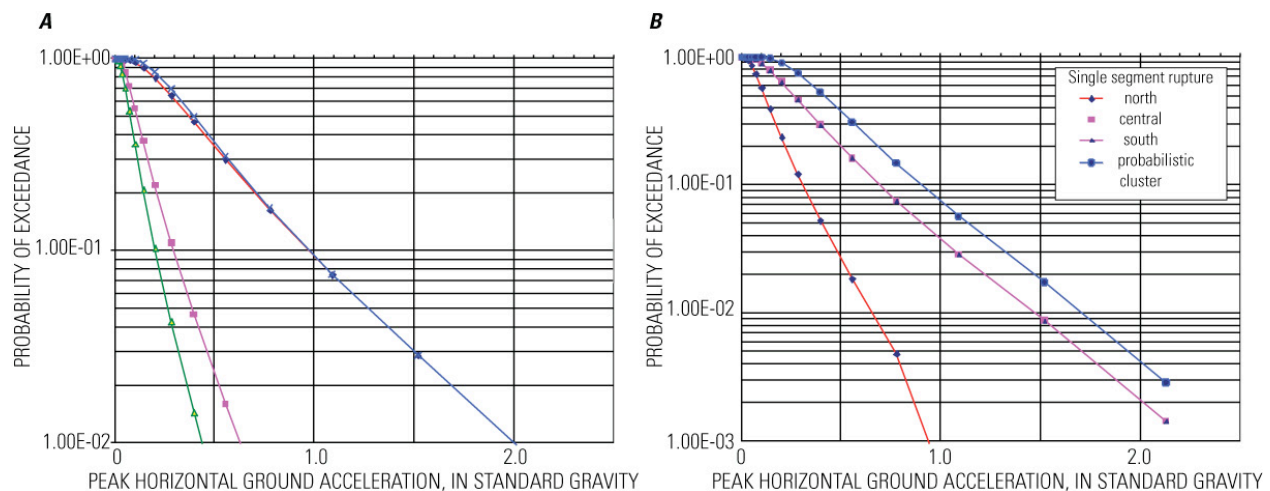 A
1.00E+00
1.00E-01
1.00E-02
0
1.0
2.0
PROBABILITY OF EXCEEDANCE
PEAK HORIZONTAL GROUND ACCELERATION, IN STANDARD GRAVITY
B
1.00E+00
1.00E-01
1.00E-02
1.00E-03
0
1.0
2.0
PROBABILITY OF EXCEEDANCE
PEAK HORIZONTAL GROUND ACCELERATION, IN STANDARD GRAVITY
Single segment rupture
north
central
south
probabilistic
cluster